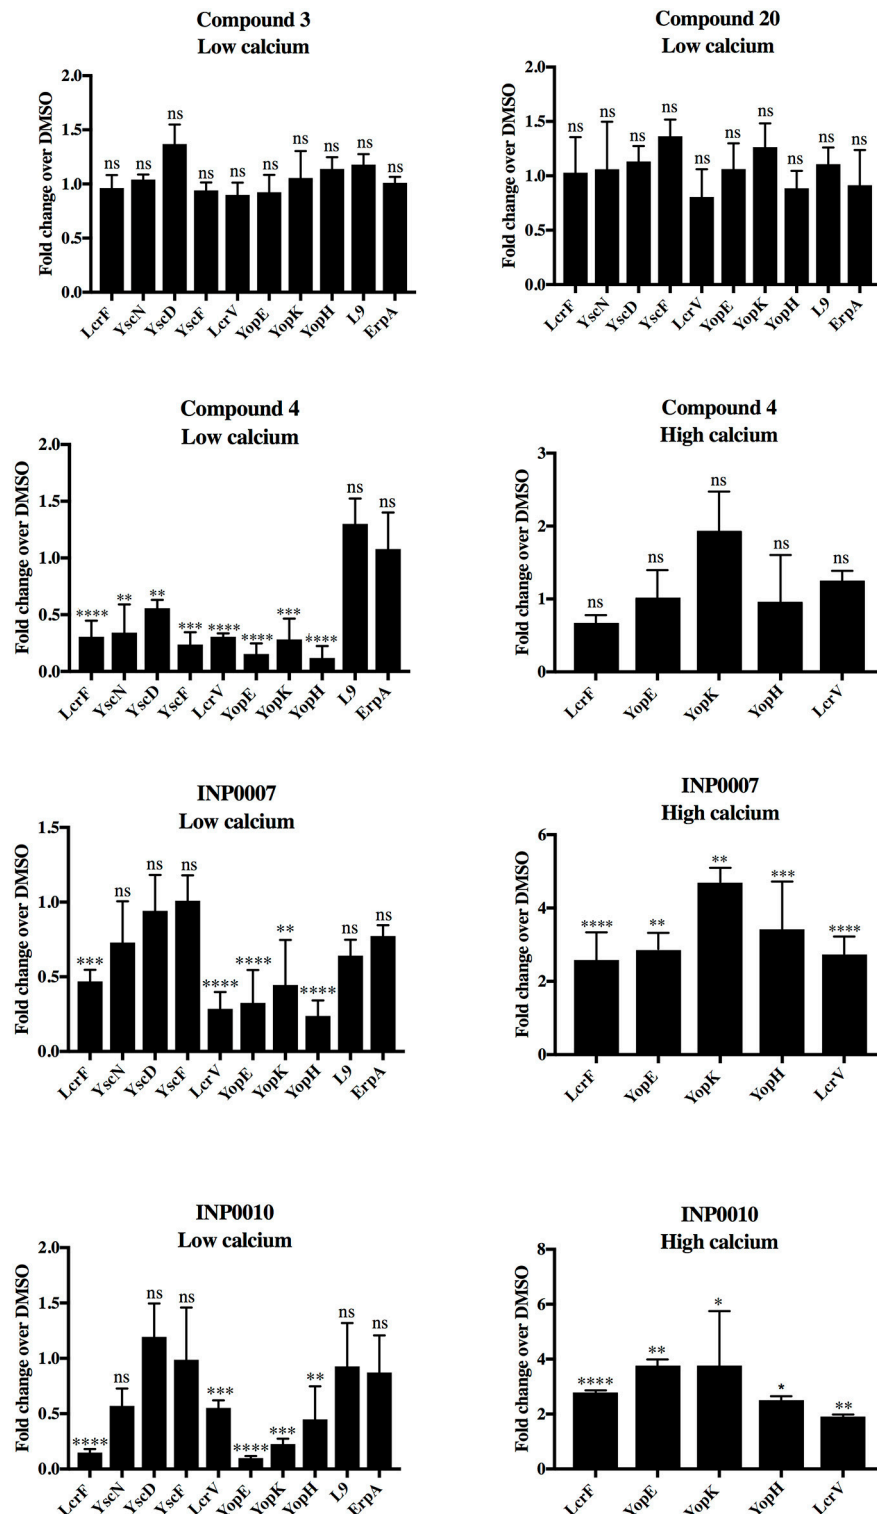 Compound 3
Low calcium
Fold change over DMSO
2.0
1.5
1.0
0.5
0.0
ns ns ns ns ns ns ns ns ns ns
LcrF YscN YscD YscF LcrV YopE YopK YopH L9 ErpA
Compound 20
Low calcium
Fold change over DMSO
2.0
1.5
1.0
0.5
0.0
ns ns ns ns ns ns ns ns ns ns
LcrF YscN YscD YscF LcrV YopE YopK YopH L9 ErpA
Compound 4
Low calcium
Fold change over DMSO
2.0
1.5
1.0
0.5
0.0
**** ** ** *** **** **** *** **** ns ns
LcrF YscN YscD YscF LcrV YopE YopK YopH L9 ErpA
Compound 4
High calcium
Fold change over DMSO
3
2
1
0
ns ns ns ns ns
LcrF YopE YopK YopH LcrV
INP0007
Low calcium
Fold change over DMSO
1.5
1.0
0.5
0.0
*** ns ns ns **** **** ** **** ns ns
LcrF YscN YscD YscF LcrV YopE YopK YopH L9 ErpA
INP0007
High calcium
Fold change over DMSO
6
4
2
0
**** ** ** *** ****
LcrF YopE YopK YopH LcrV
INP0010
Low calcium
Fold change over DMSO
2.0
1.5
1.0
0.5
0.0
**** ns ns ns *** **** *** ** ns ns
LcrF YscN YscD YscF LcrV YopE YopK YopH L9 ErpA
INP0010
High calcium
Fold change over DMSO
8
6
4
2
0
**** ** * * **
LcrF YopE YopK YopH LcrV